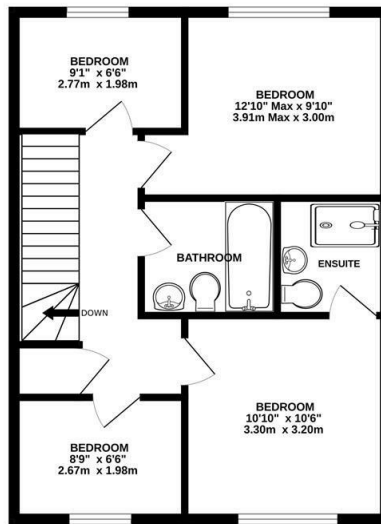 BEDROOM
9'1" x 6'6"
2.77m x 1.98m
BEDROOM
12'10" Max x 9'10"
3.91m Max x 3.00m
BATHROOM
ENSUITE
DOWN
BEDROOM
10'10" x 10'6"
3.30m x 3.20m
BEDROOM
8'9" x 6'6"
2.67m x 1.98m